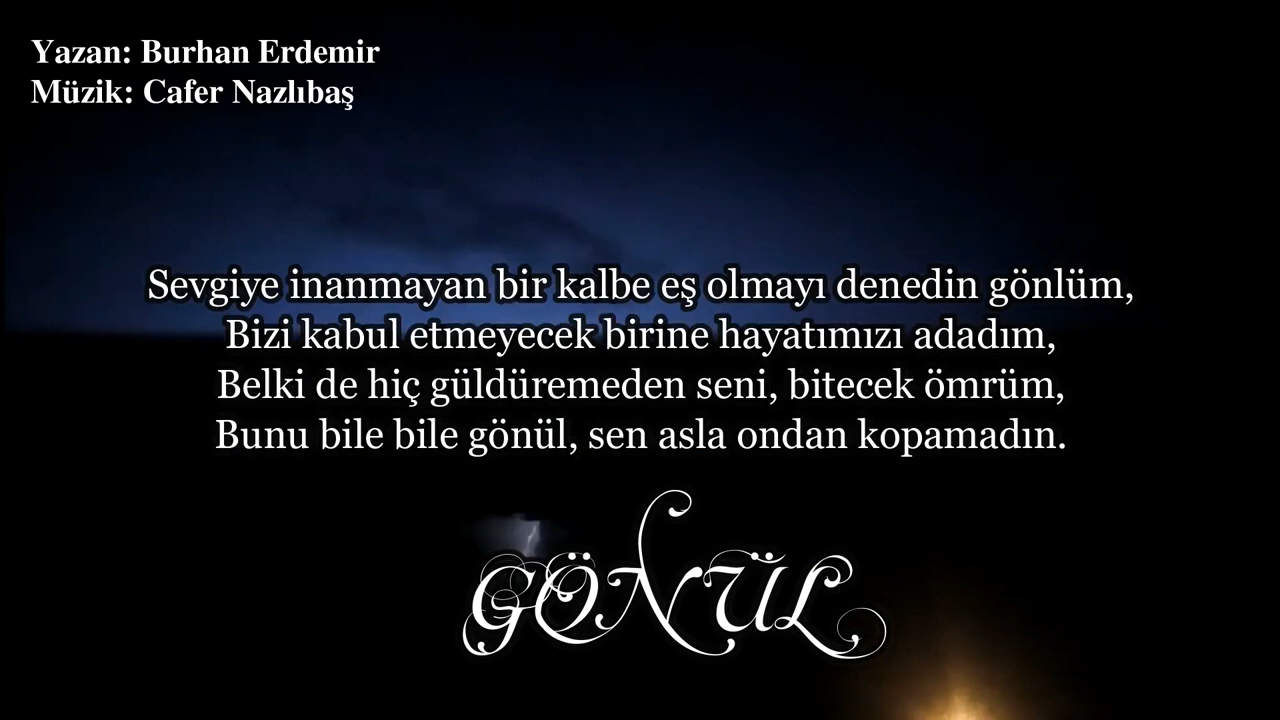 Yazan: Burhan Erdemir
Müzik: Cafer Nazlıbaş
Sevgiye inanmayan bir kalbe eş olmayı denedin gönlüm,
Bizi kabul etmeyecek birine hayatımızı adadım,
Belki de hiç güldüremeden seni, bitecek ömrüm,
Bunu bile bile gönül, sen asla ondan kopamadın.
GÖNÜL